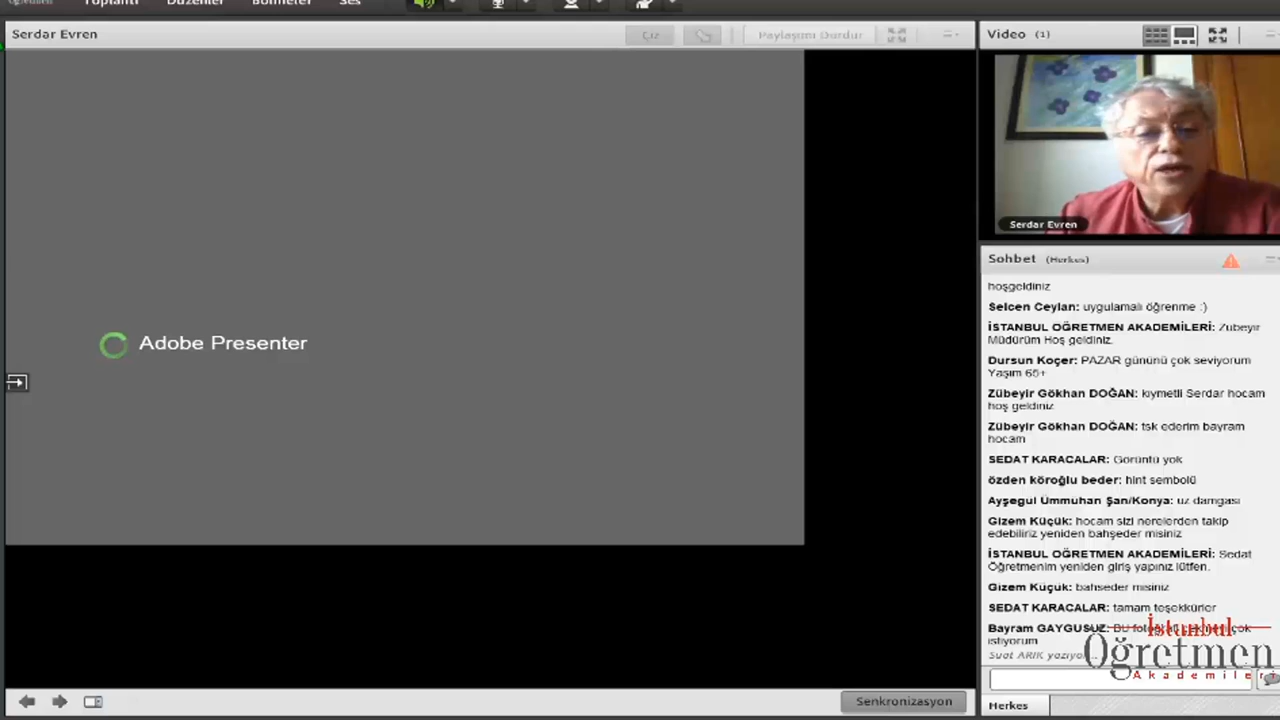 Toplantı Düzenler Bölmeler Ses
Serdar Evren
Çiz
Paylaşımı Durdur
Video (1)
Serdar Evren
Adobe Presenter
Sohbet (Herkes)
hoşgeldiniz
Selcen Ceylan: uygulamalı öğrenme :)
İSTANBUL ÖĞRETMEN AKADEMİLERİ: Zübeyir
Müdürüm Hoş geldiniz.
Dursun Koçer: PAZAR gününü çok seviyorum
Yaşım 65+
Zübeyir Gökhan DOĞAN: kıymetli Serdar hocam
hoş geldiniz
Zübeyir Gökhan DOĞAN: tsk ederim bayram
hocam
SEDAT KARACALAR: Görüntü yok
özden köroğlu beder: hint sembolü
Ayşegül Ümmuhan Şan/Konya: uz damgası
Gizem Küçük: hocam sizi nerelerden takip
edebiliriz yeniden bahşeder misiniz
İSTANBUL ÖĞRETMEN AKADEMİLERİ: Sedat
Öğretmenim yeniden giriş yapınız lütfen.
Gizem Küçük: bahseder misiniz
SEDAT KARACALAR: tamam teşekkürler
Bayram GAYGUSUZ: Bu çok
istiyorum
Suat ARIK yazıyor...
İstanbul
Öğretmen
Akademileri
Senkronizasyon
Herkes